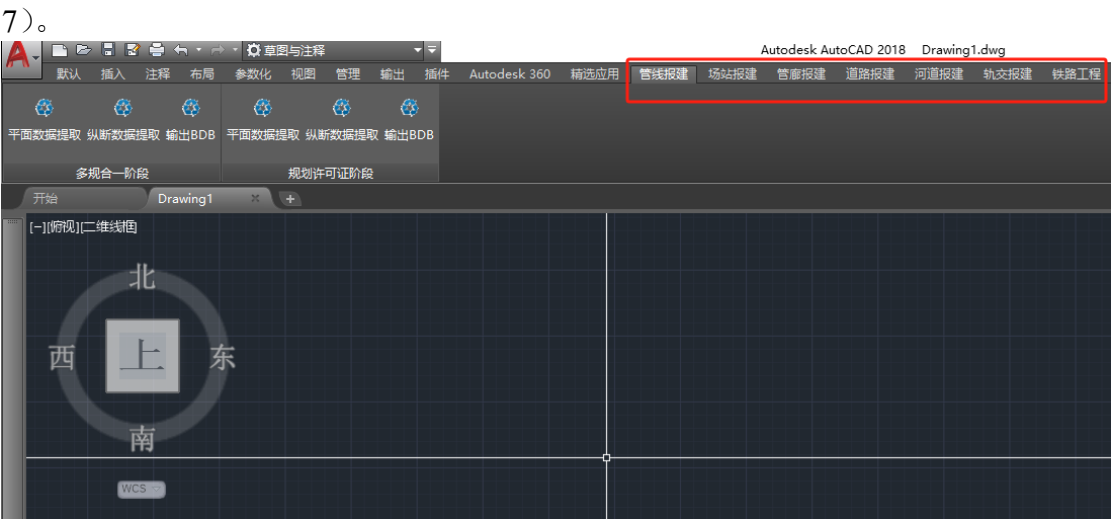 7）。
草图与注释 Autodesk AutoCAD 2018 Drawing1.dwg
默认 插入 注释 布局 参数化 视图 管理 输出 插件 Autodesk 360 精选应用 管线报建 场站报建 管廊报建 道路报建 河道报建 轨交报建 铁路工程
平面数据提取 纵断数据提取 输出BDB 平面数据提取 纵断数据提取 输出BDB
多规合一阶段 规划许可证阶段
开始 Drawing1
[-][俯视][二维线框]
北
西 上 东
南
WCS